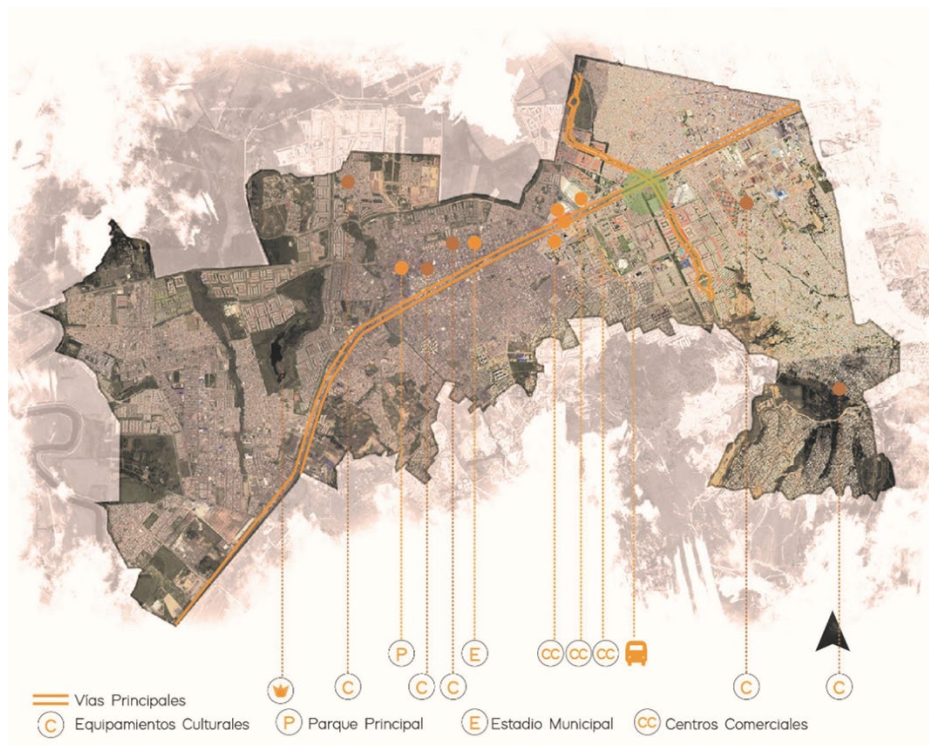 P E CC CC CC
C C C C C
Vías Principales
C Equipamientos Culturales P Parque Principal E Estadio Municipal CC Centros Comerciales